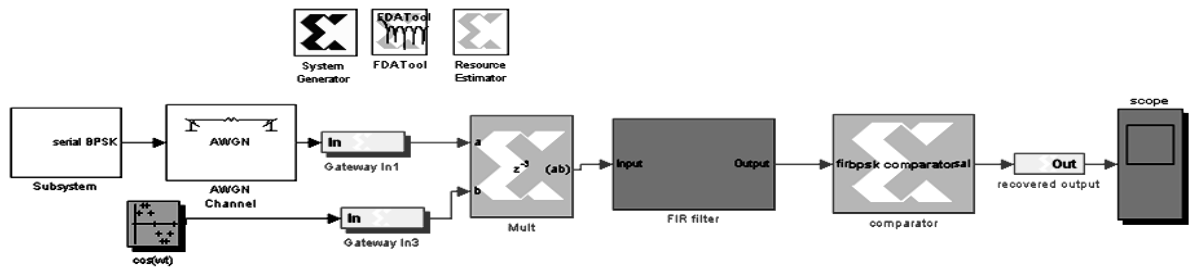 FDATool
System
Generator
FDATool
Resource
Estimator
scope
serial BPSK
AWGN
In
a
z-3
(ab)
b
Input
Output
firbpsk comparatorsal
Out
Subsystem
AWGN
Channel
Gateway In1
In
Gateway In3
cos(wt)
Mult
FIR filter
comparator
recovered output